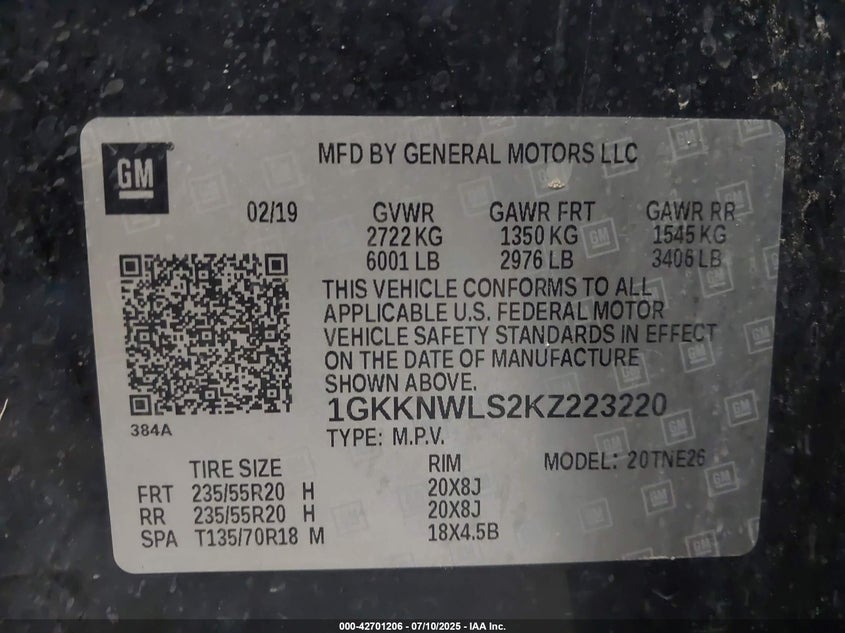 GM
MFD BY GENERAL MOTORS LLC
02/19 GVWR GAWR FRT GAWR RR
2722 KG 1350 KG 1545 KG
6001 LB 2976 LB 3406 LB
THIS VEHICLE CONFORMS TO ALL
APPLICABLE U.S. FEDERAL MOTOR
VEHICLE SAFETY STANDARDS IN EFFECT
ON THE DATE OF MANUFACTURE
SHOWN ABOVE.
1GKKNWLS2KZ223220
384A
TYPE: M.P.V.
TIRE SIZE RIM MODEL: 20TNE26
FRT 235/55R20 H 20X8J
RR 235/55R20 H 20X8J
SPA T135/70R18 M 18X4.5B
000-42701206 - 07/10/2025 - IAA Inc.